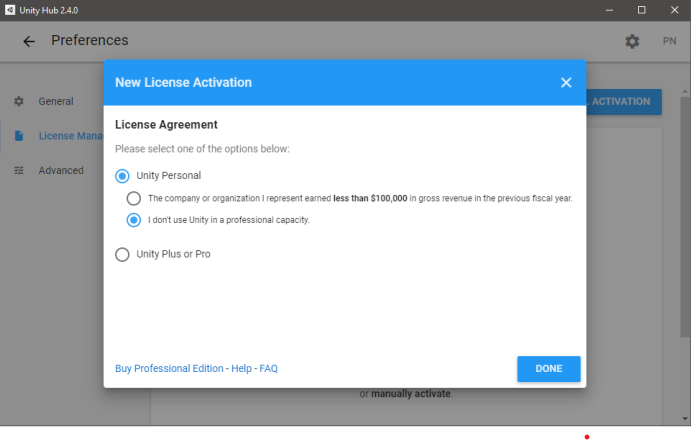 Unity Hub 2.4.0
Preferences
PN
New License Activation
General
License Mana
Advanced
ACTIVATION
License Agreement
Please select one of the options below:
Unity Personal
The company or organization I represent earned less than $100,000 in gross revenue in the previous fiscal year.
I don't use Unity in a professional capacity.
Unity Plus or Pro
Buy Professional Edition - Help - FAQ
DONE
or manually activate.